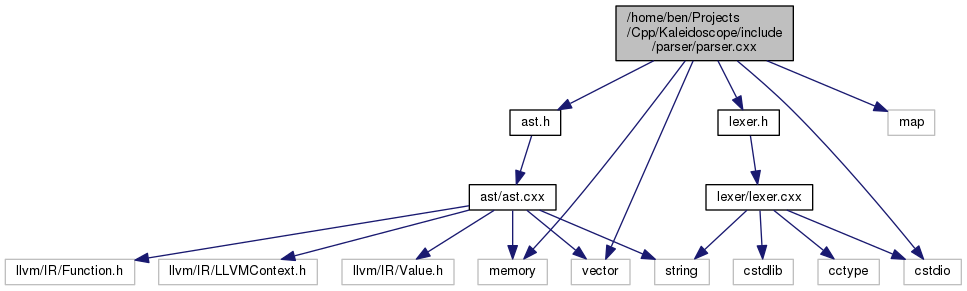 /home/ben/Projects
/Cpp/Kaleidoscope/include
/parser/parser.cxx
ast.h
lexer.h
map
ast/ast.cxx
lexer/lexer.cxx
llvm/IR/Function.h
llvm/IR/LLVMContext.h
llvm/IR/Value.h
memory
vector
string
cstdlib
cctype
cstdio